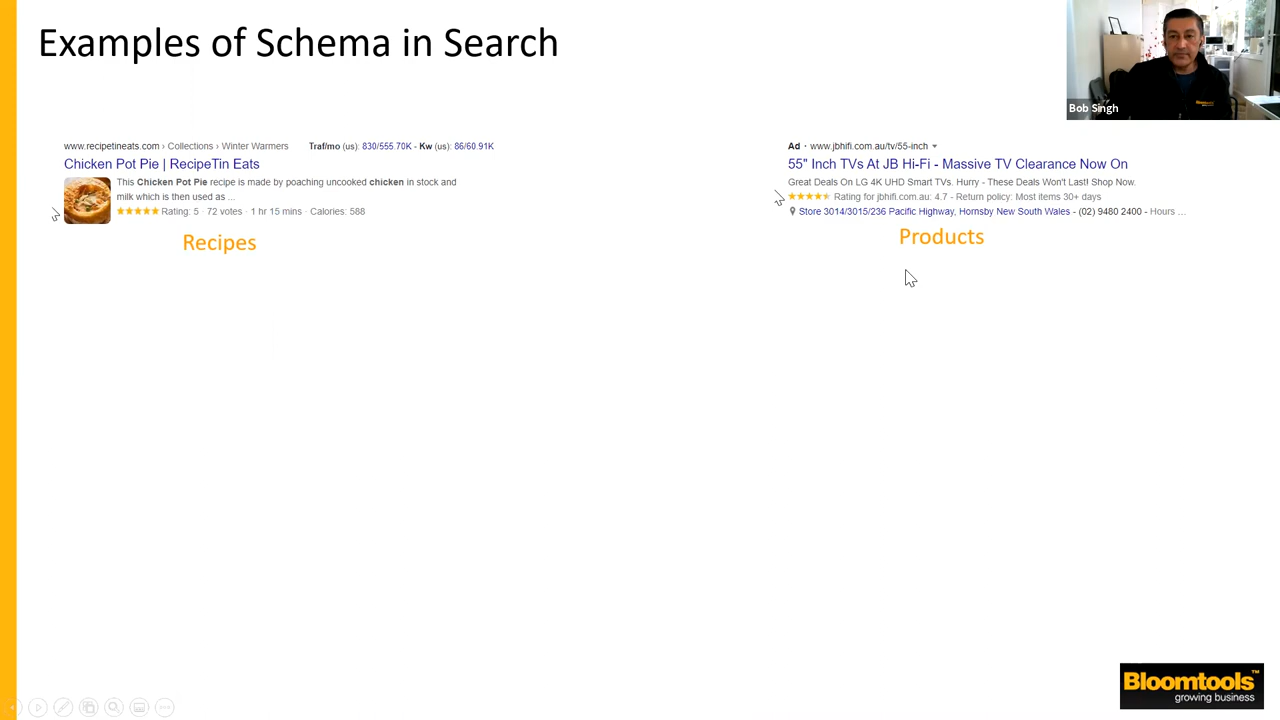 Examples of Schema in Search
Bob Singh
www.recipetineats.com › Collections › Winter Warmers Traf/mo (us): 830/555.70K - Kw (us): 86/60.91K
Chicken Pot Pie | RecipeTin Eats
This Chicken Pot Pie recipe is made by poaching uncooked chicken in stock and
milk which is then used as ...
Rating: 5 · 72 votes · 1 hr 15 mins · Calories: 588
Recipes
Ad · www.jbhifi.com.au/tv/55-inch
55" Inch TVs At JB Hi-Fi - Massive TV Clearance Now On
Great Deals On LG 4K UHD Smart TVs. Hurry - These Deals Won't Last! Shop Now.
Rating for jbhifi.com.au: 4.7 - Return policy: Most items 30+ days
Store 3014/3015/236 Pacific Highway, Hornsby New South Wales - (02) 9480 2400 - Hours ...
Products
Bloomtools™
growing business